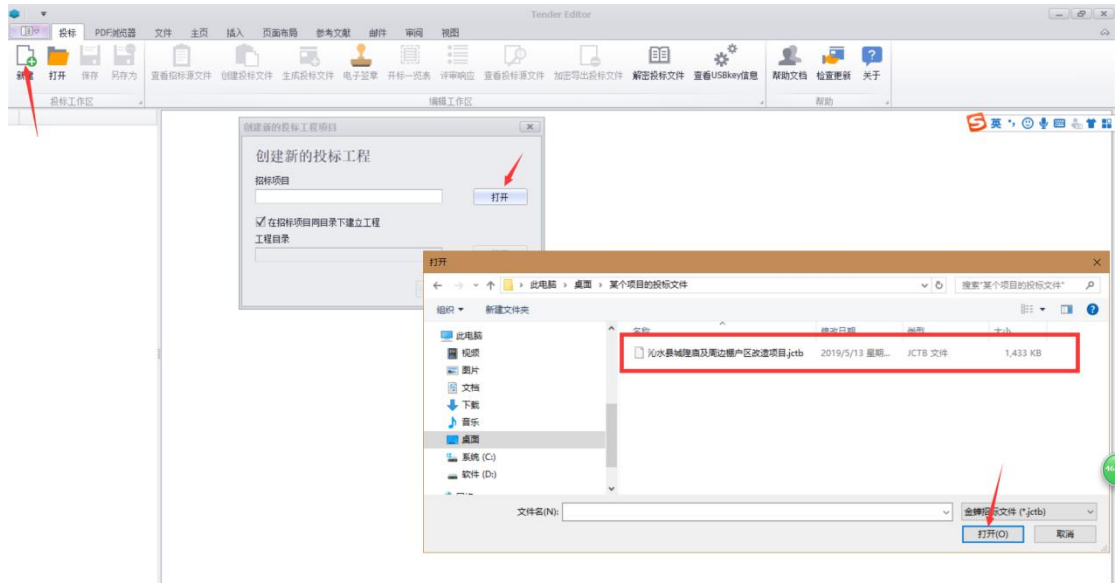 Tender Editor
投标 PDF浏览器 文件 主页 插入 页面布局 参考文献 邮件 审阅 视图
新建 打开 保存 另存为 查看招标源文件 创建投标文件 生成投标文件 电子签章 开标一览表 评审响应 查看投标源文件 加密导出投标文件 解密投标文件 查看USBkey信息 帮助文档 检查更新 关于
投标工作区 编辑工作区 帮助
英
创建新的投标工程项目
创建新的投标工程
招标项目
打开
在招标项目同目录下建立工程
工程目录
打开
此电脑 › 桌面 › 某个项目的投标文件
搜索"某个项目的投标文件"
组织 新建文件夹
名称 修改日期 类型 大小
沁水县城隍庙及周边棚户区改造项目.jctb 2019/5/13 星期... JCTB 文件 1,433 KB
此电脑
视频
图片
文档
下载
音乐
桌面
系统 (C:)
软件 (D:)
文件名(N):
金蝉招标文件 (*.jctb)
打开(O) 取消